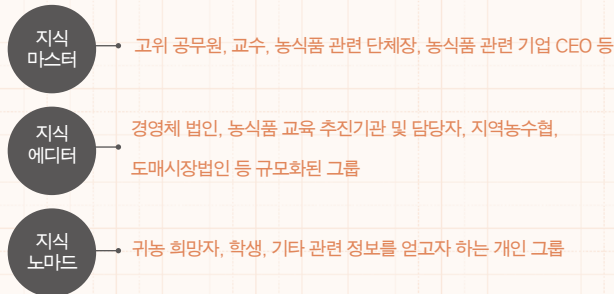 지식
마스터
고위 공무원, 교수, 농식품 관련 단체장, 농식품 관련 기업 CEO 등
지식
에디터
경영체 법인, 농식품 교육 추진기관 및 담당자, 지역농수협,
도매시장법인 등 규모화된 그룹
지식
노마드
귀농 희망자, 학생, 기타 관련 정보를 얻고자 하는 개인 그룹